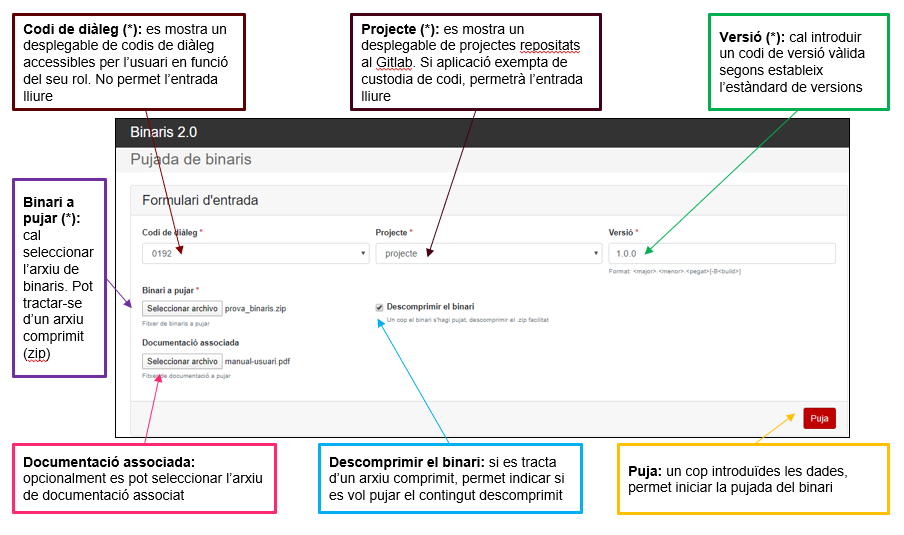 Codi de diàleg (*): es mostra un
desplegable de codis de diàleg
accessibles per l'usuari en funció
del seu rol. No permet l'entrada
lliure
Projecte (*): es mostra un
desplegable de projectes repositats
al Gitlab. Si aplicació exempta de
custodia de codi, permetrà l'entrada
lliure
Versió (*): cal introduir
un codi de versió vàlida
segons estableix
l'estàndard de versions
Binari a
pujar (*):
cal
seleccionar
l'arxiu de
binaris. Pot
tractar-se
d'un arxiu
comprimit
(zip)
Binaris 2.0
Pujada de binaris
Formulari d'entrada
Codi de diàleg *
Projecte *
Versió *
0192
projecte
1.0.0
Format: <major>.<menor>.<pegat>[-B<build>]
Binari a pujar *
Seleccionar archivo prova_binaris.zip
Fitxer de binaris a pujar
Descomprimir el binari
Un cop el binari s'hagi pujat, descomprimir el .zip facilitat
Documentació associada
Seleccionar archivo manual-usuari.pdf
Fitxer de documentació a pujar
Puja
Documentació associada:
opcionalment es pot seleccionar l'arxiu
de documentació associat
Descomprimir el binari: si es tracta
d'un arxiu comprimit, permet indicar si
es vol pujar el contingut descomprimit
Puja: un cop introduïdes les dades,
permet iniciar la pujada del binari